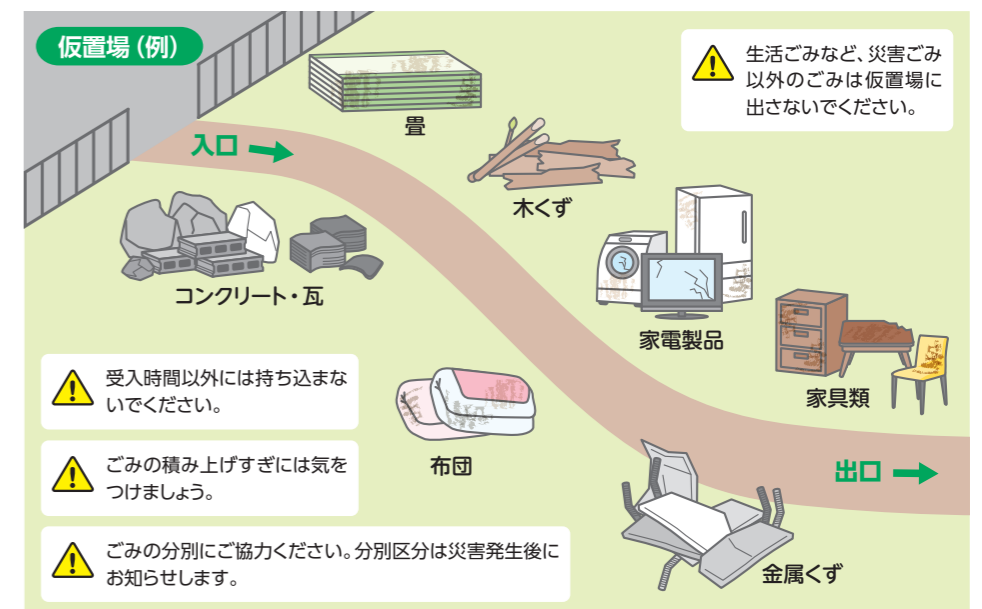 仮置場（例）
生活ごみなど、災害ごみ
以外のごみは仮置場に
出さないでください。
畳
入口
木くず
コンクリート・瓦
家電製品
家具類
受入時間以外には持ち込まな
いでください。
布団
ごみの積み上げすぎには気を
つけましょう。
出口
ごみの分別にご協力ください。分別区分は災害発生後に
お知らせします。
金属くず